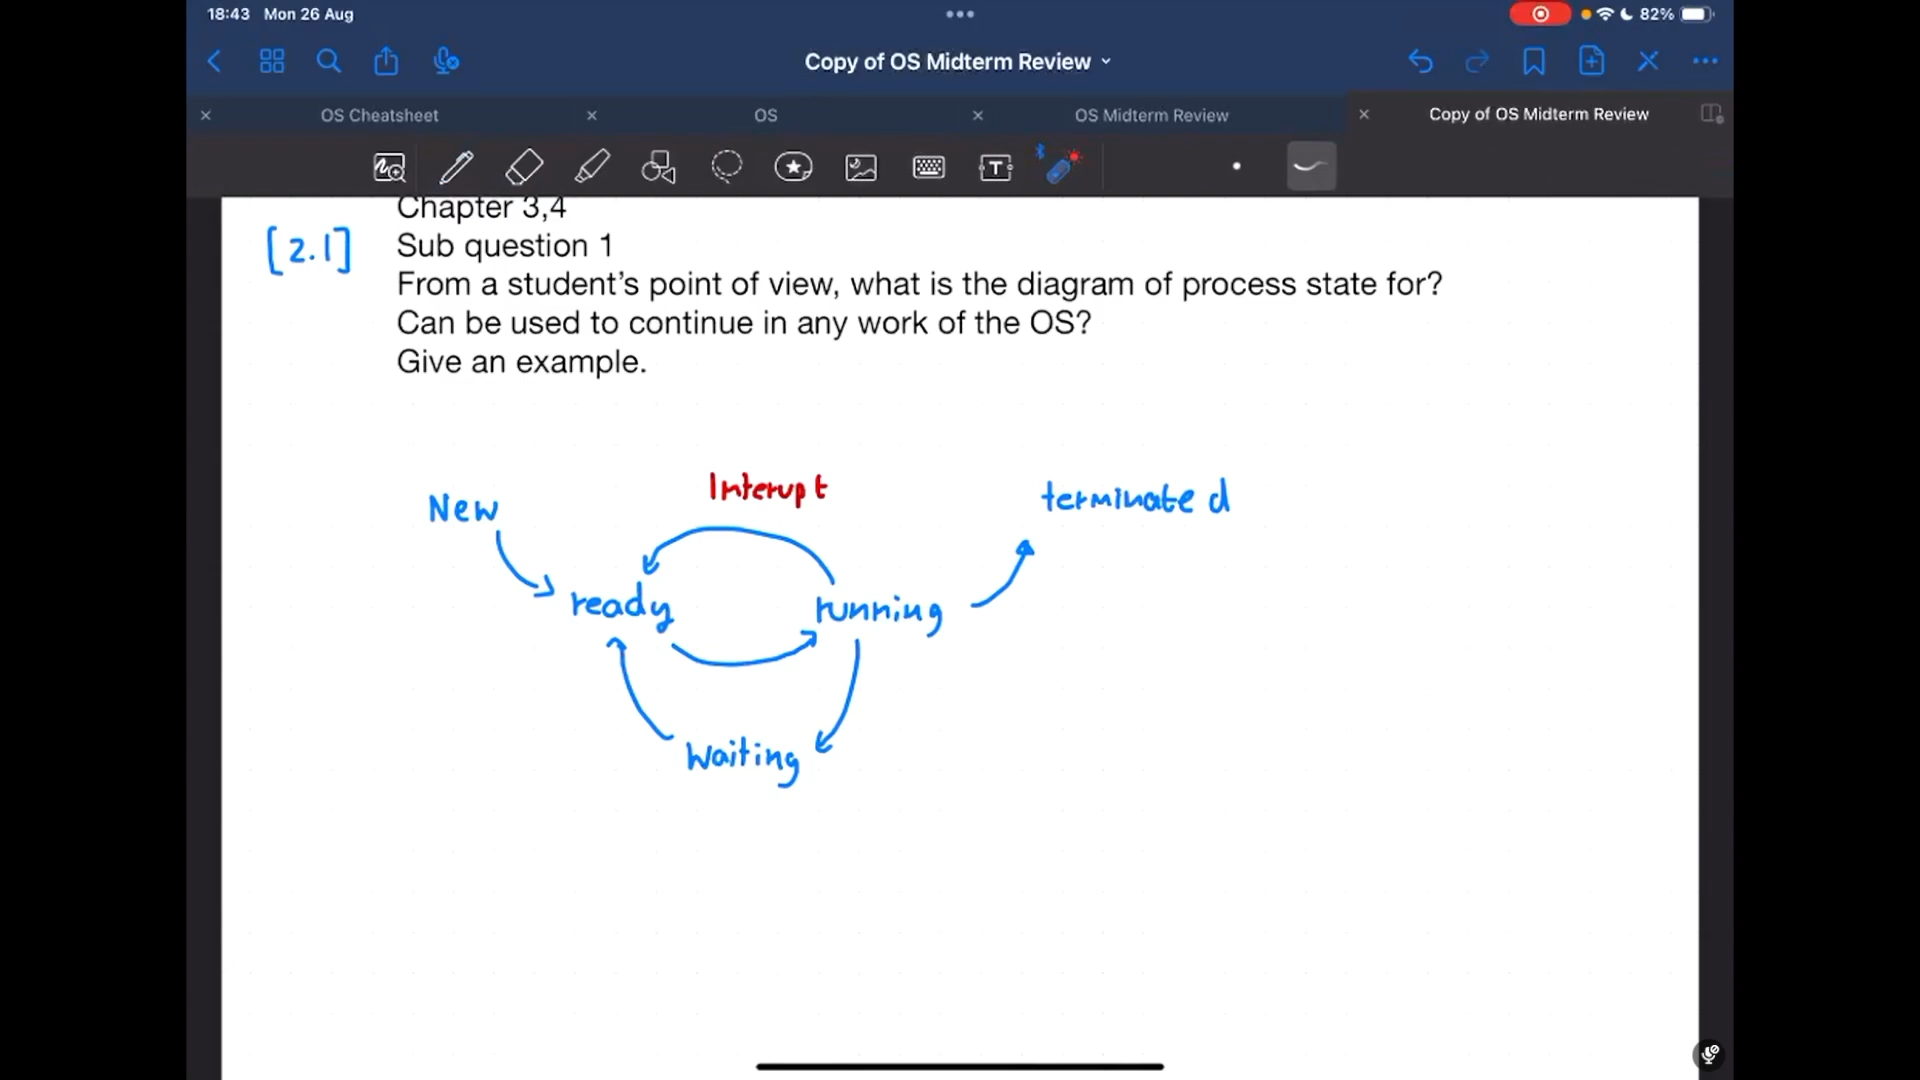 18:43 Mon 26 Aug
82%
Copy of OS Midterm Review
OS Cheatsheet
OS
OS Midterm Review
Copy of OS Midterm Review
Chapter 3,4
[2.1] Sub question 1
From a student's point of view, what is the diagram of process state for?
Can be used to continue in any work of the OS?
Give an example.
Interupt
New
terminated
ready
running
Waiting